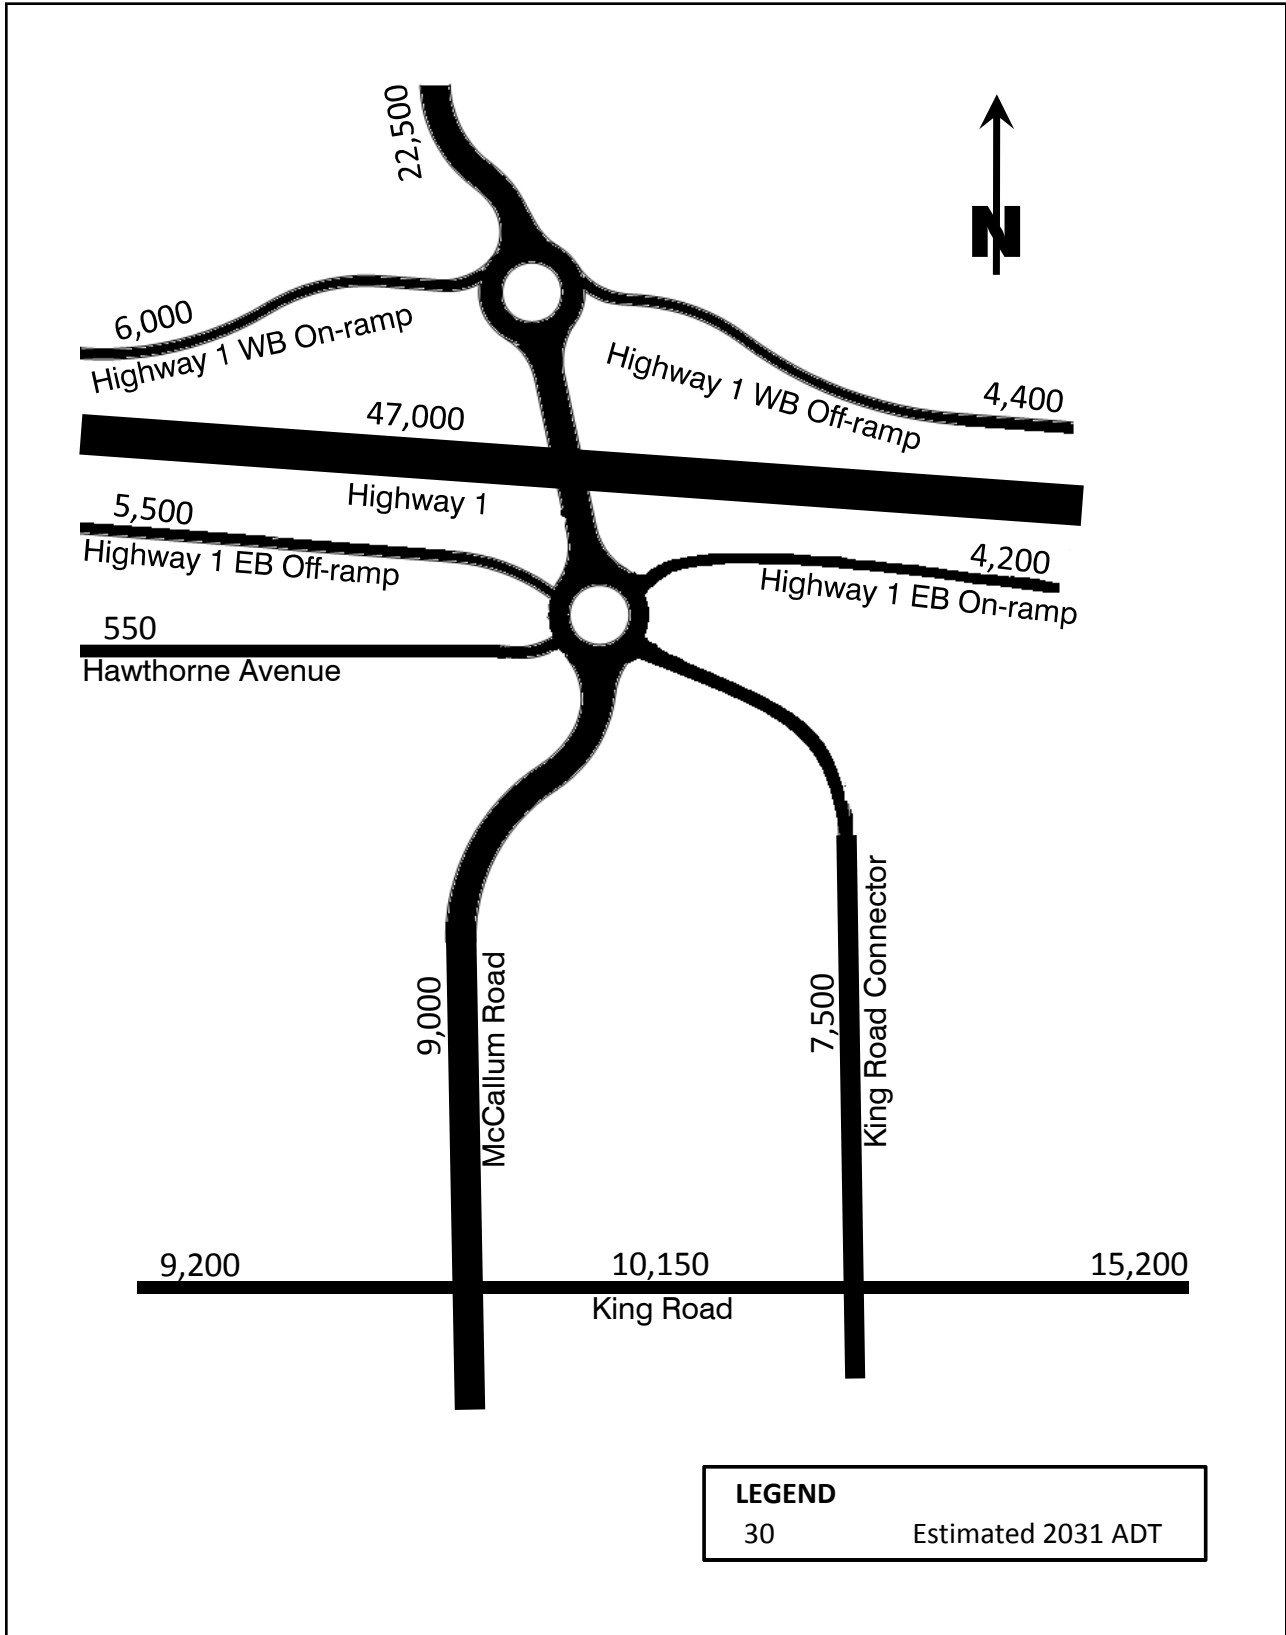 22,500
N
6,000
Highway 1 WB On-ramp
Highway 1 WB Off-ramp
4,400
47,000
Highway 1
5,500
Highway 1 EB Off-ramp
4,200
Highway 1 EB On-ramp
550
Hawthorne Avenue
9,000
McCallum Road
7,500
King Road Connector
9,200
10,150
15,200
King Road
LEGEND
30 Estimated 2031 ADT